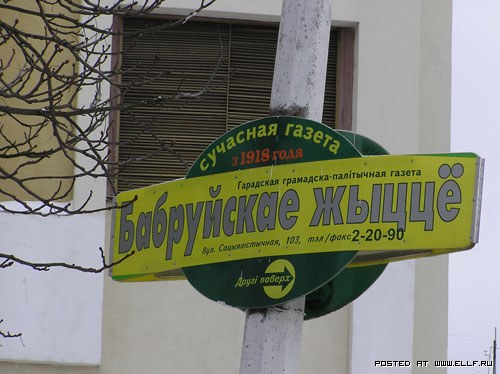 сучасная газета
з 1918 года
Гарадская грамадска-палітычная газета
Бабруйскае жыццё
вул. Сацыялістычная, 103, тэл/факс 2-20-90
Другі паверх
POSTED AT WWW.ELLF.RU